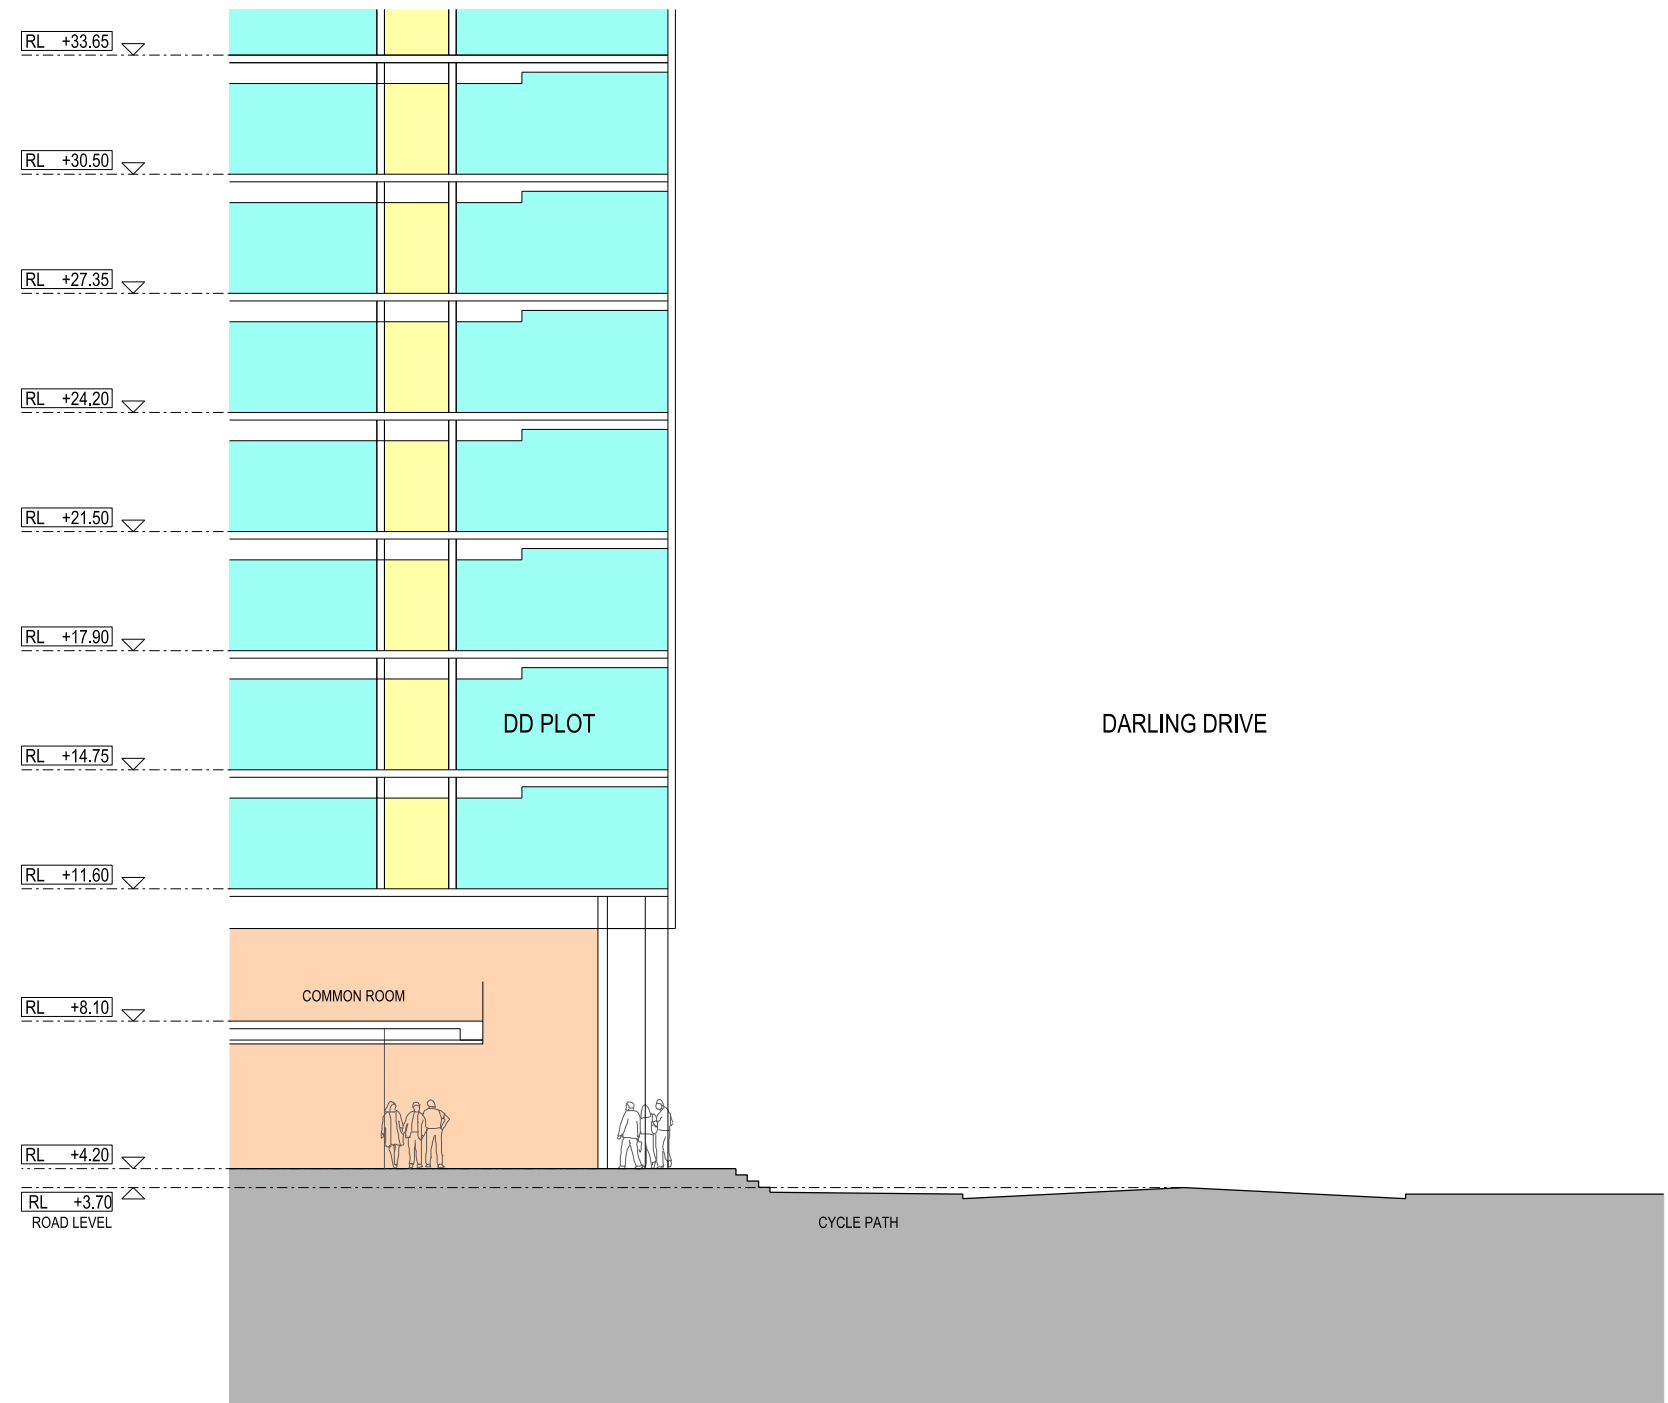 RL +33.65
RL +30.50
RL +27.35
RL +24.20
RL +21.50
RL +17.90
DD PLOT
DARLING DRIVE
RL +14.75
RL +11.60
COMMON ROOM
RL +8.10
RL +4.20
RL +3.70
ROAD LEVEL
CYCLE PATH